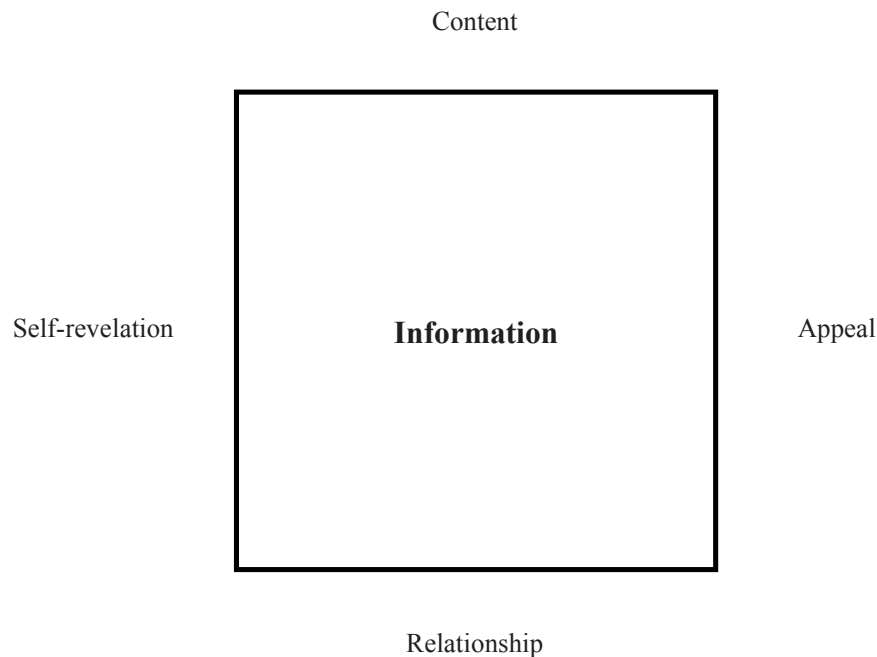 Content
Self-revelation
Information
Appeal
Relationship